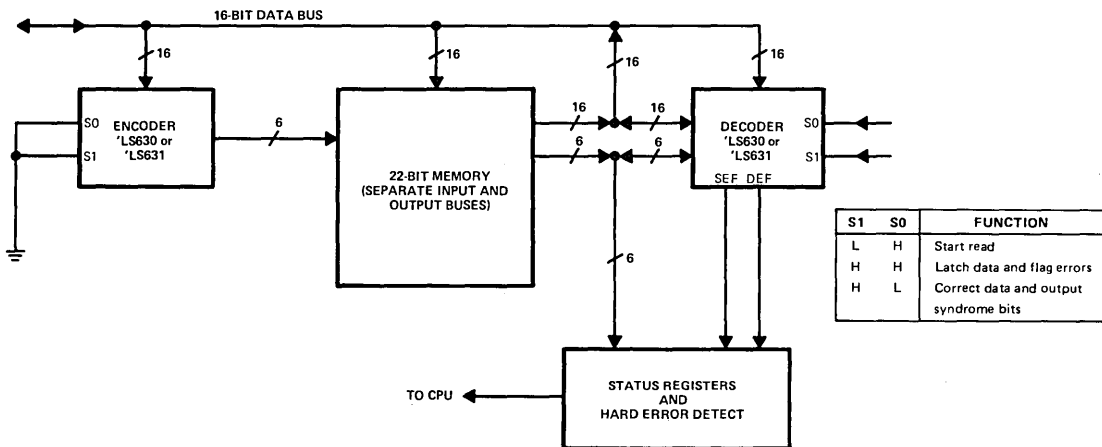 16-BIT DATA BUS
16
16
16
16
S0
S1
ENCODER
'LS630 or
'LS631
6
22-BIT MEMORY
(SEPARATE INPUT AND
OUTPUT BUSES)
16
16
6
6
DECODER
'LS630 or
'LS631
S0
S1
SEF DEF
6
S1 S0 FUNCTION
L H Start read
H H Latch data and flag errors
H L Correct data and output
syndrome bits
TO CPU
STATUS REGISTERS
AND
HARD ERROR DETECT